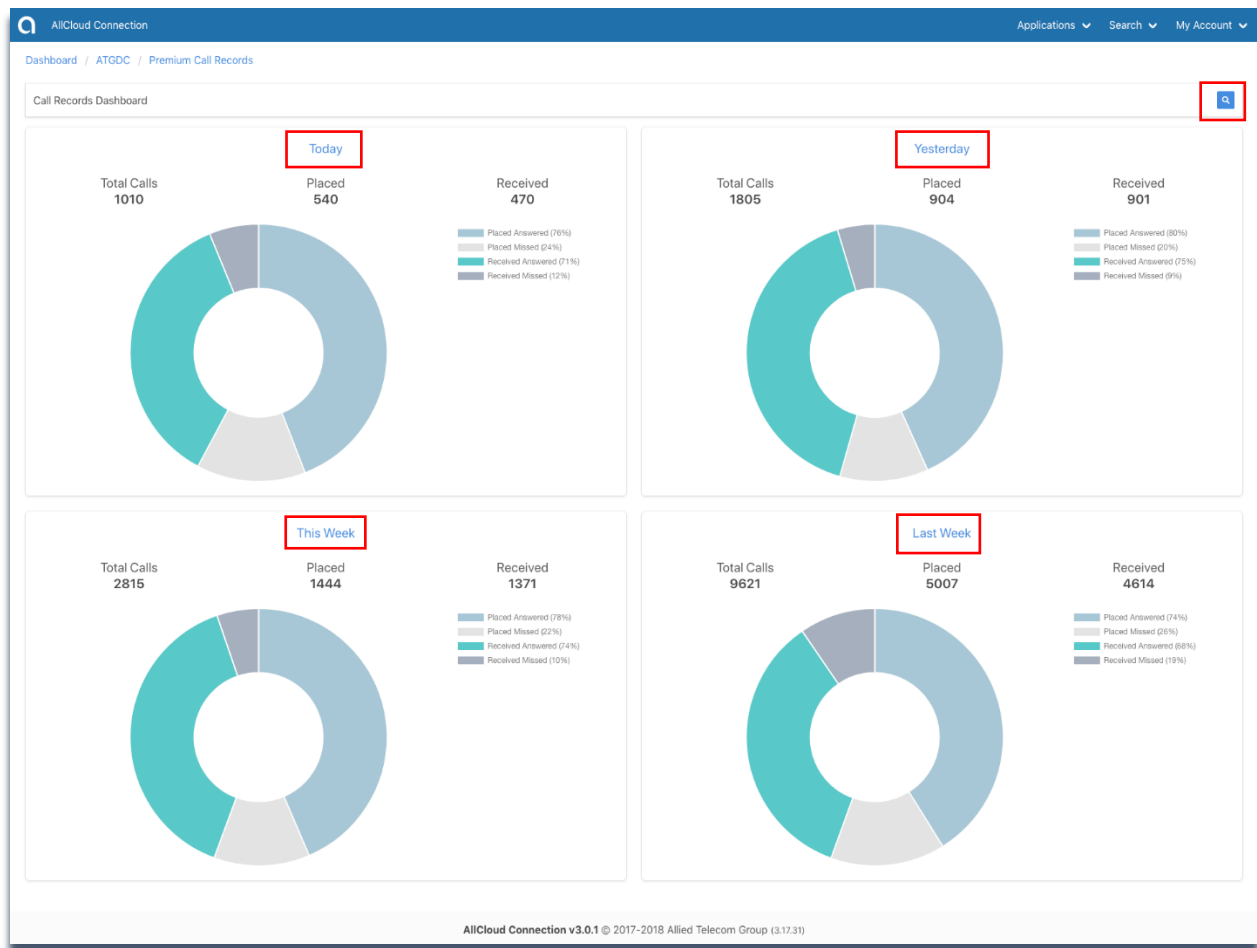 AllCloud Connection
Applications Search My Account
Dashboard / ATGDC / Premium Call Records
Call Records Dashboard
Today
Total Calls Placed Received
1010 540 470
Placed Answered (76%)
Placed Missed (24%)
Received Answered (71%)
Received Missed (12%)
Yesterday
Total Calls Placed Received
1805 904 901
Placed Answered (80%)
Placed Missed (20%)
Received Answered (75%)
Received Missed (9%)
This Week
Total Calls Placed Received
2815 1444 1371
Placed Answered (78%)
Placed Missed (22%)
Received Answered (74%)
Received Missed (10%)
Last Week
Total Calls Placed Received
9621 5007 4614
Placed Answered (74%)
Placed Missed (26%)
Received Answered (68%)
Received Missed (19%)
AllCloud Connection v3.0.1 © 2017-2018 Allied Telecom Group (3.17.31)